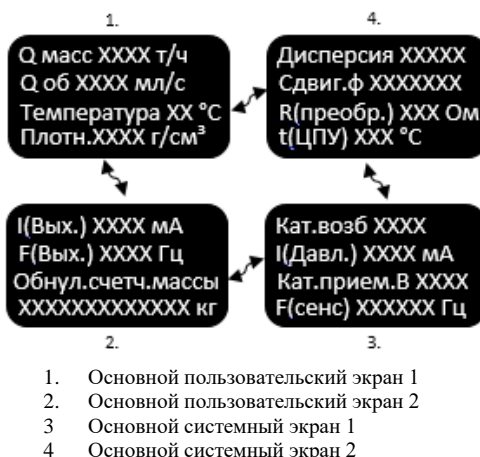 1.
Q масс XXXX т/ч
Q об XXXX мл/с
Температура XX °C
Плотн.XXXX г/см³
4.
Дисперсия XXXXX
Сдвиг.ф XXXXXXX
R(преобр.) XXX Ом
t(ЦПУ) XXX °C
I(Вых.) XXXX мА
F(Вых.) XXXX Гц
Обнул.счетч.массы
XXXXXXXXXXXXX кг
2.
Кат.возб XXXX
I(Давл.) XXXX мА
Кат.прием.В XXXX
F(сенс) XXXXXX Гц
3.
1. Основной пользовательский экран 1
2. Основной пользовательский экран 2
3 Основной системный экран 1
4 Основной системный экран 2